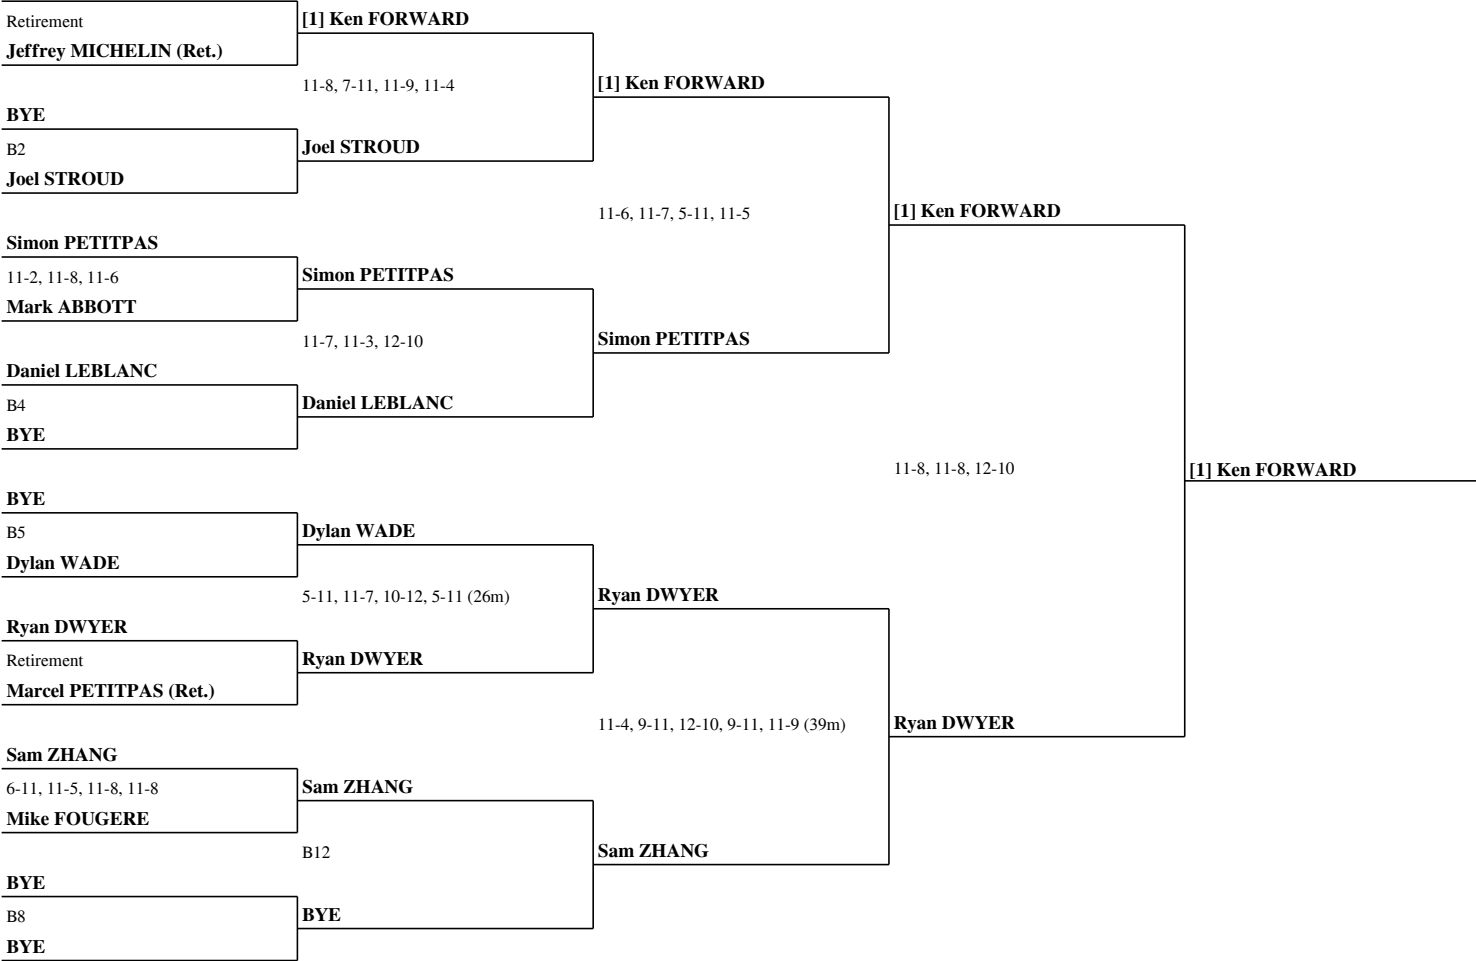 Retirement
Jeffrey MICHELIN (Ret.)
BYE
B2
Joel STROUD
Simon PETITPAS
11-2, 11-8, 11-6
Mark ABBOTT
Daniel LEBLANC
B4
BYE
BYE
B5
Dylan WADE
Ryan DWYER
Retirement
Marcel PETITPAS (Ret.)
Sam ZHANG
6-11, 11-5, 11-8, 11-8
Mike FOUGERE
BYE
B8
BYE
[1] Ken FORWARD
11-8, 7-11, 11-9, 11-4
Joel STROUD
Simon PETITPAS
11-7, 11-3, 12-10
Daniel LEBLANC
Dylan WADE
5-11, 11-7, 10-12, 5-11 (26m)
Ryan DWYER
Sam ZHANG
B12
BYE
[1] Ken FORWARD
11-6, 11-7, 5-11, 11-5
Simon PETITPAS
Ryan DWYER
11-4, 9-11, 12-10, 9-11, 11-9 (39m)
Sam ZHANG
[1] Ken FORWARD
11-8, 11-8, 12-10
Ryan DWYER
[1] Ken FORWARD